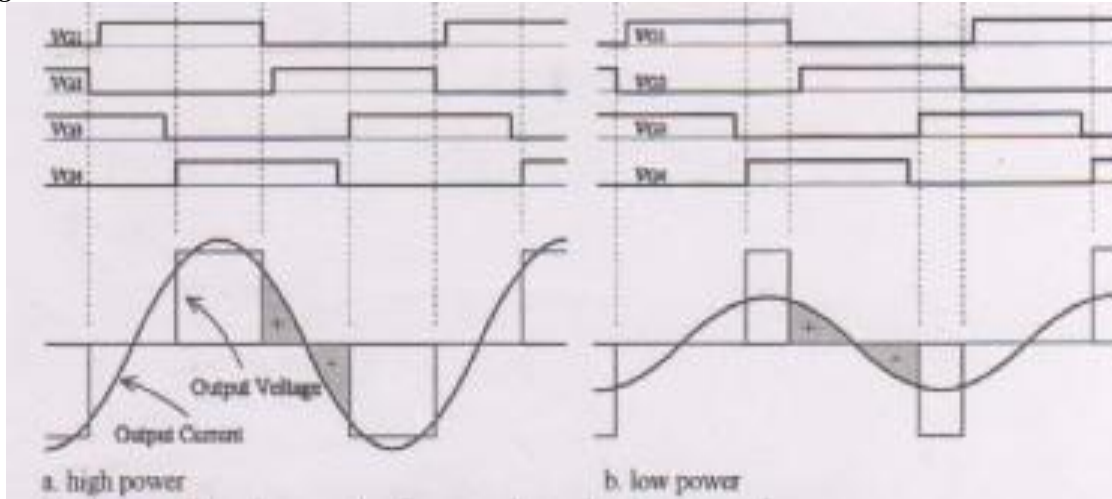 VG1
VG2
VG3
VG4
Output Voltage
Output Current
a. high power
VG1
VG2
VG3
VG4
b. low power